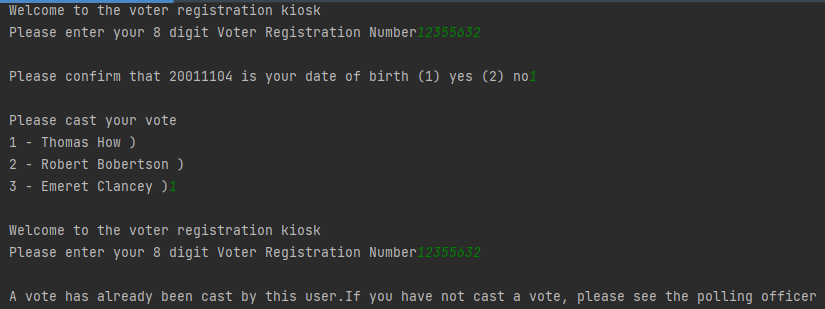 Welcome to the voter registration kiosk
Please enter your 8 digit Voter Registration Number12355632
Please confirm that 20011104 is your date of birth (1) yes (2) no1
Please cast your vote
1 - Thomas How )
2 - Robert Bobertson )
3 - Emeret Clancey )1
Welcome to the voter registration kiosk
Please enter your 8 digit Voter Registration Number12355632
A vote has already been cast by this user.If you have not cast a vote, please see the polling officer